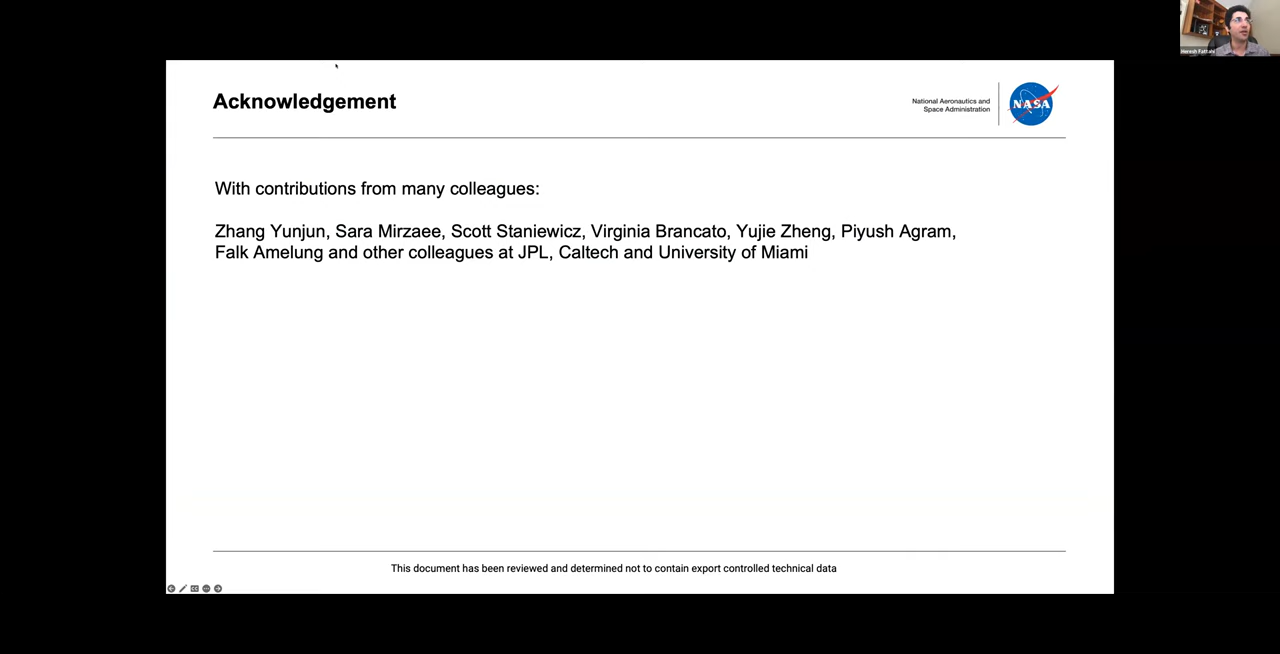 Heresh Fattahi
Acknowledgement
National Aeronautics and
Space Administration
NASA
With contributions from many colleagues:
Zhang Yunjun, Sara Mirzaee, Scott Staniewicz, Virginia Brancato, Yujie Zheng, Piyush Agram,
Falk Amelung and other colleagues at JPL, Caltech and University of Miami
This document has been reviewed and determined not to contain export controlled technical data